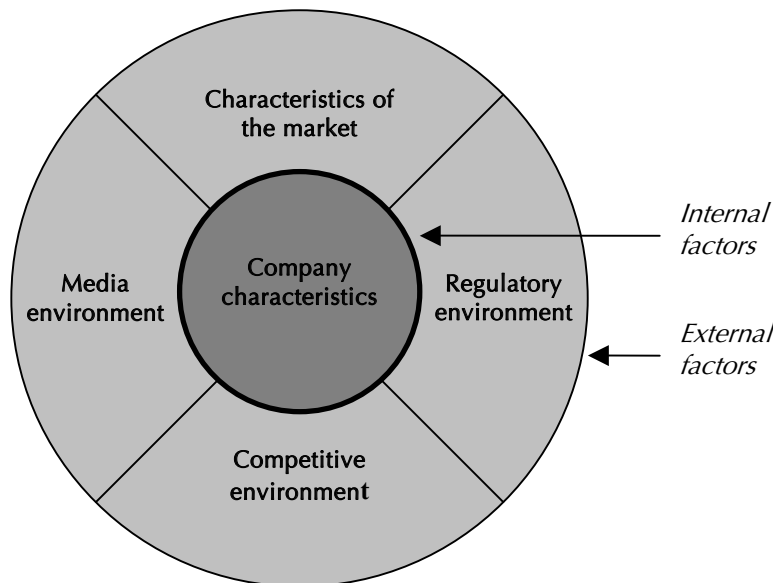 Characteristics of
the market
Internal
factors
Company
characteristics
Media
environment
Regulatory
environment
External
factors
Competitive
environment